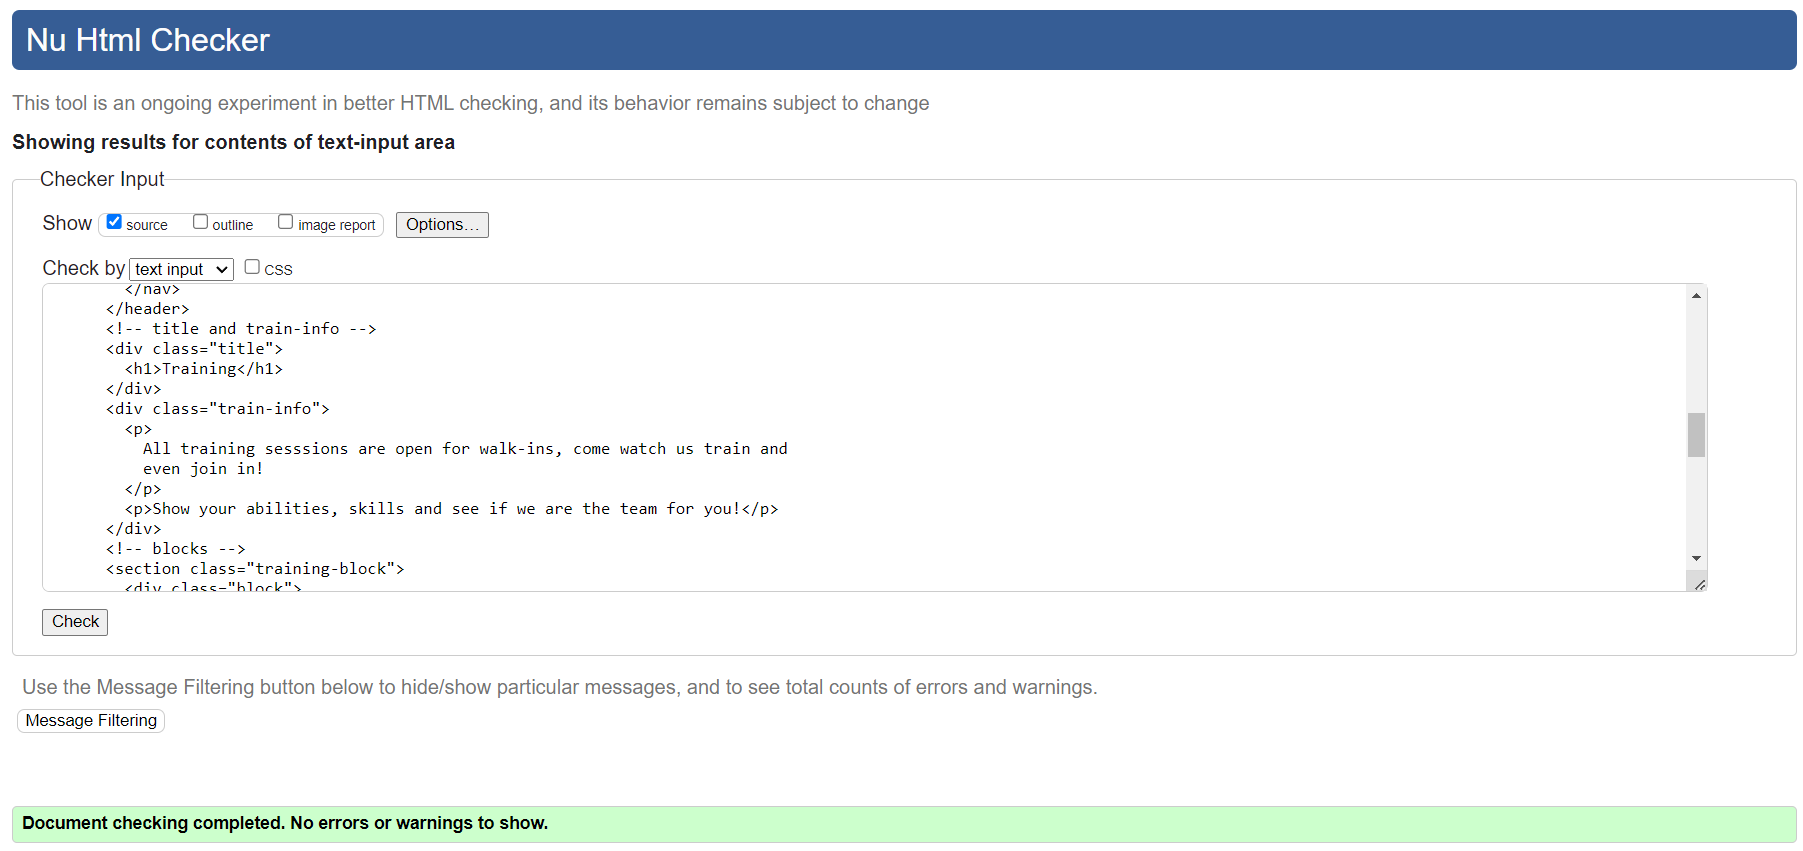 Nu Html Checker
This tool is an ongoing experiment in better HTML checking, and its behavior remains subject to change
Showing results for contents of text-input area
Checker Input
Show source outline image report Options...
Check by text input CSS
</nav>
</header>
<!-- title and train-info -->
<div class="title">
<h1>Training</h1>
</div>
<div class="train-info">
<p>
All training sesssions are open for walk-ins, come watch us train and
even join in!
</p>
<p>Show your abilities, skills and see if we are the team for you!</p>
</div>
<!-- blocks -->
<section class="training-block">
<div class="block">
Check
Use the Message Filtering button below to hide/show particular messages, and to see total counts of errors and warnings.
Message Filtering
Document checking completed. No errors or warnings to show.